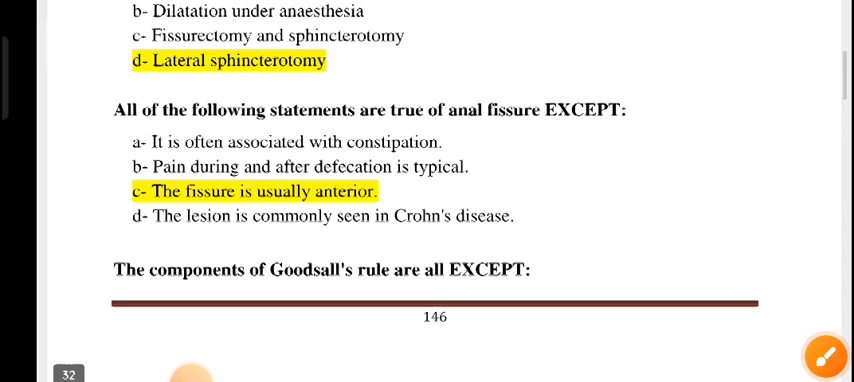 b- Dilatation under anaesthesia
c- Fissurectomy and sphincterotomy
d- Lateral sphincterotomy
All of the following statements are true of anal fissure EXCEPT:
a- It is often associated with constipation.
b- Pain during and after defecation is typical.
c- The fissure is usually anterior.
d- The lesion is commonly seen in Crohn's disease.
The components of Goodsall's rule are all EXCEPT:
146
32